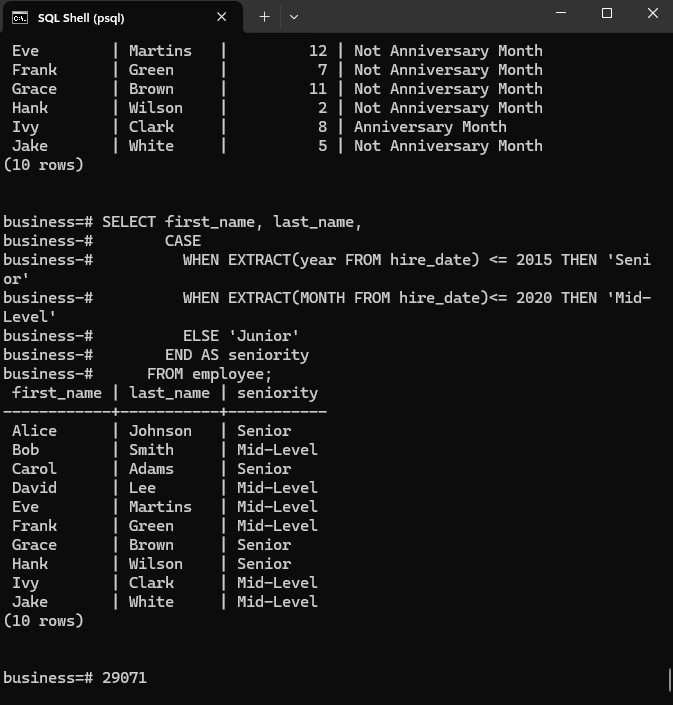 SQL Shell (psql)
Eve | Martins | 12 | Not Anniversary Month
Frank | Green | 7 | Not Anniversary Month
Grace | Brown | 11 | Not Anniversary Month
Hank | Wilson | 2 | Not Anniversary Month
Ivy | Clark | 8 | Anniversary Month
Jake | White | 5 | Not Anniversary Month
(10 rows)
business=# SELECT first_name, last_name,
business-# CASE
business-# WHEN EXTRACT(year FROM hire_date) <= 2015 THEN 'Seni
or'
business-# WHEN EXTRACT(MONTH FROM hire_date)<= 2020 THEN 'Mid-
Level'
business-# ELSE 'Junior'
business-# END AS seniority
business-# FROM employee;
first_name | last_name | seniority
------------+-----------+-----------
Alice | Johnson | Senior
Bob | Smith | Mid-Level
Carol | Adams | Senior
David | Lee | Mid-Level
Eve | Martins | Mid-Level
Frank | Green | Mid-Level
Grace | Brown | Senior
Hank | Wilson | Senior
Ivy | Clark | Mid-Level
Jake | White | Mid-Level
(10 rows)
business=# 29071